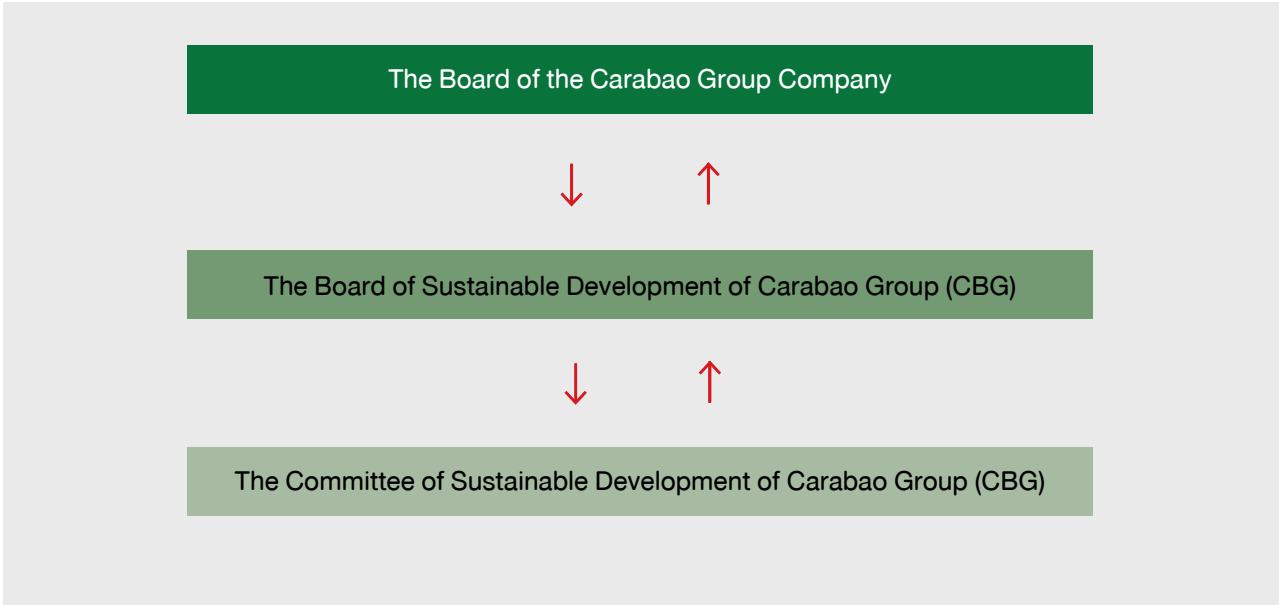 The Board of the Carabao Group Company
The Board of Sustainable Development of Carabao Group (CBG)
The Committee of Sustainable Development of Carabao Group (CBG)